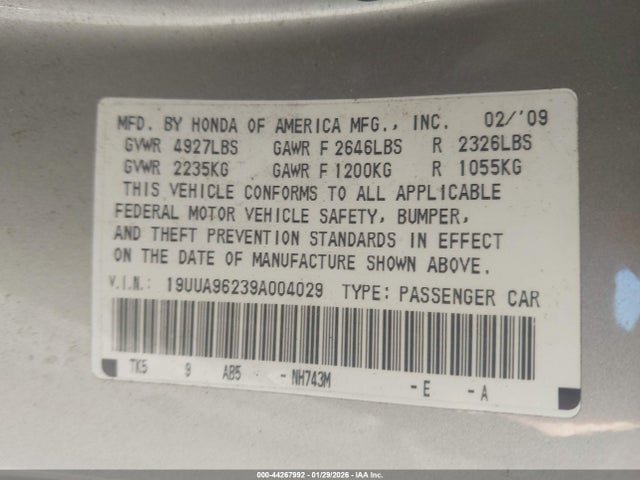 MFD. BY HONDA OF AMERICA MFG., INC. 02/'09
GVWR 4927LBS GAWR F 2646LBS R 2326LBS
GVWR 2235KG GAWR F 1200KG R 1055KG
THIS VEHICLE CONFORMS TO ALL APPLICABLE
FEDERAL MOTOR VEHICLE SAFETY, BUMPER,
AND THEFT PREVENTION STANDARDS IN EFFECT
ON THE DATE OF MANUFACTURE SHOWN ABOVE.
V.I.N.: 19UUA96239A004029 TYPE: PASSENGER CAR
TK5 9 AB5 - NH743M - E - A
000-44267992 - 01/29/2026 - IAA Inc.